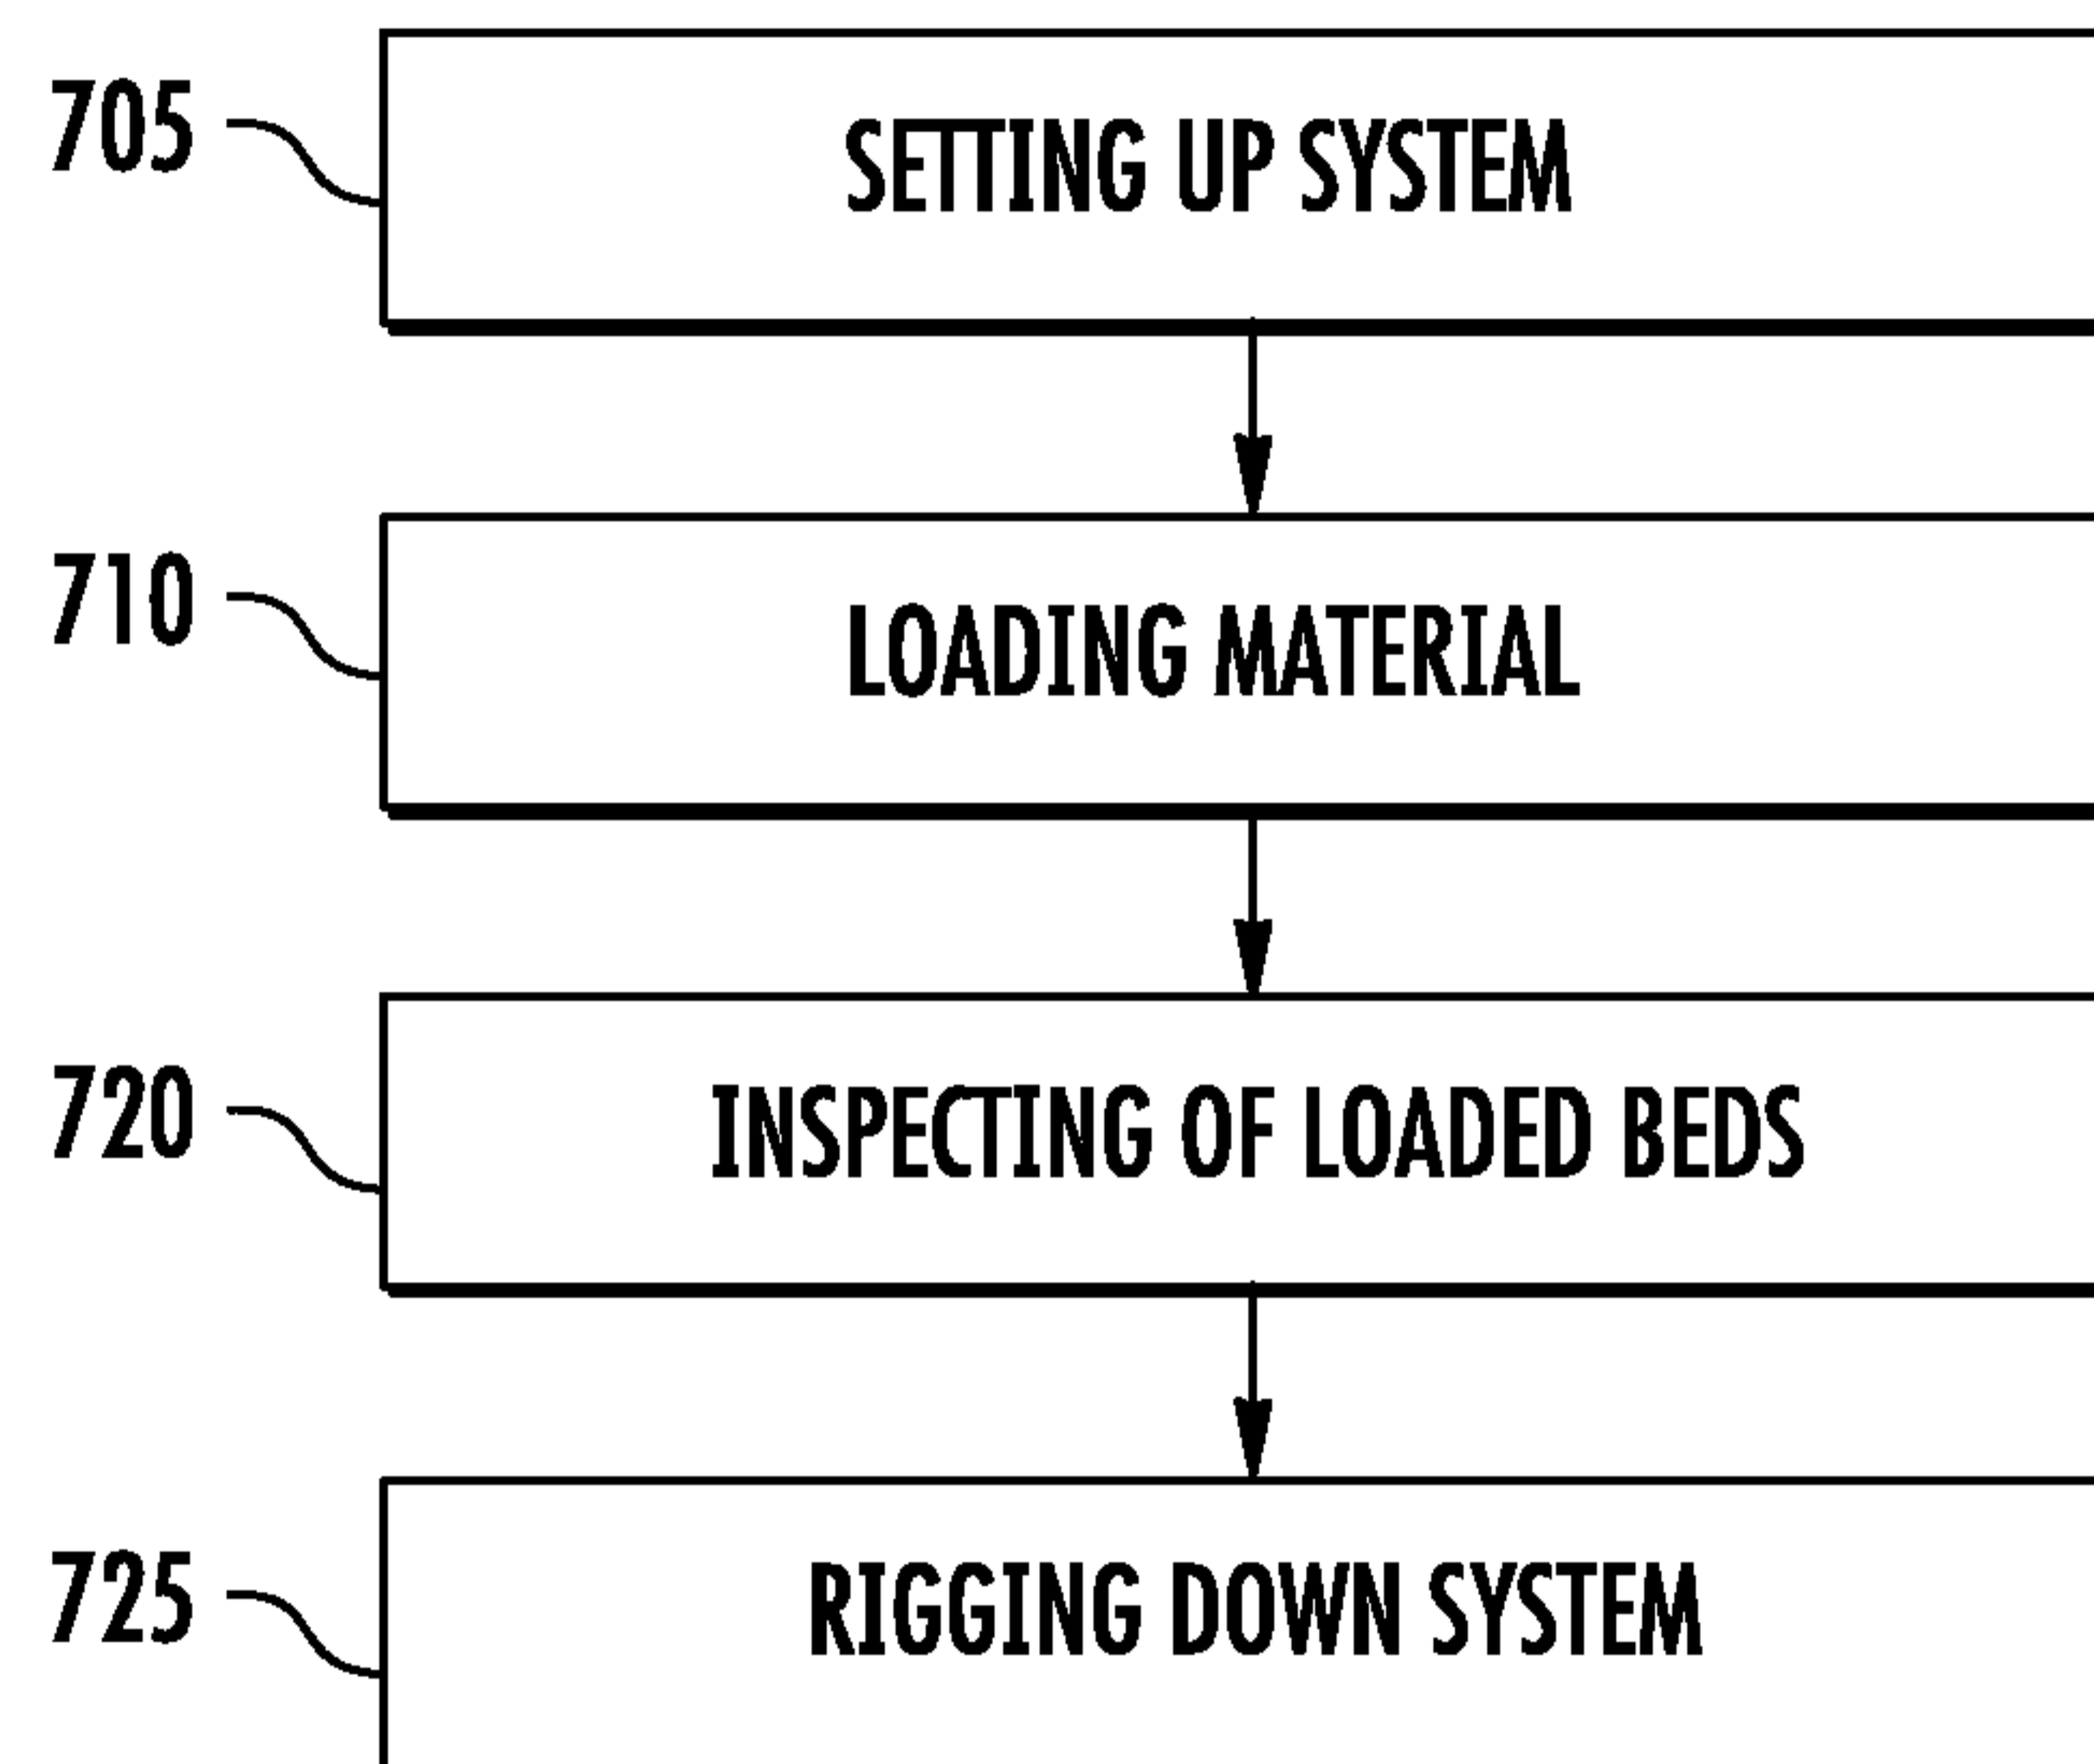 705
SETTING UP SYSTEM
710
LOADING MATERIAL
720
INSPECTING OF LOADED BEDS
725
RIGGING DOWN SYSTEM